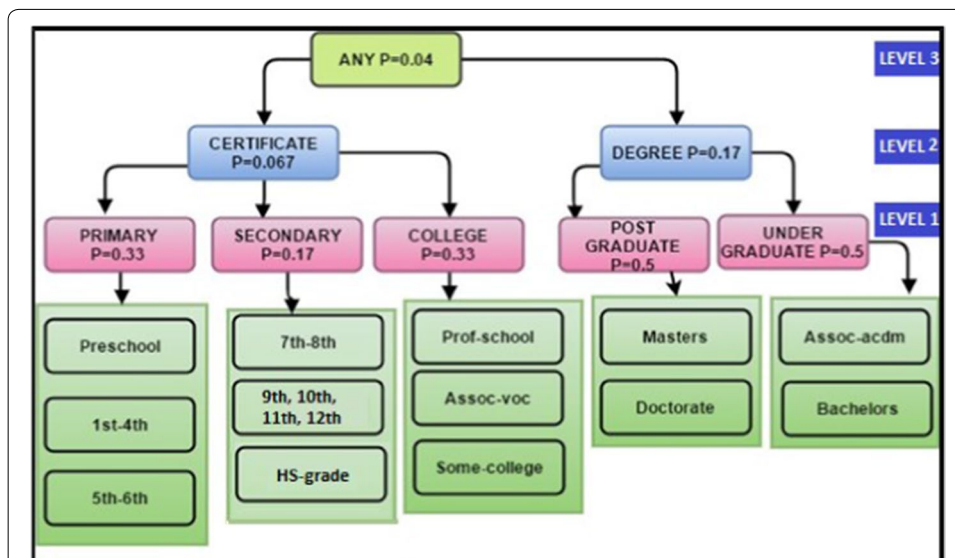 ANY P=0.04
LEVEL 3
CERTIFICATE
P=0.067
DEGREE P=0.17
LEVEL 2
PRIMARY
P=0.33
SECONDARY
P=0.17
COLLEGE
P=0.33
POST
GRADUATE
P=0.5
UNDER
GRADUATE P=0.5
LEVEL 1
Preschool
1st-4th
5th-6th
7th-8th
9th, 10th,
11th, 12th
HS-grade
Prof-school
Assoc-voc
Some-college
Masters
Doctorate
Assoc-acdm
Bachelors